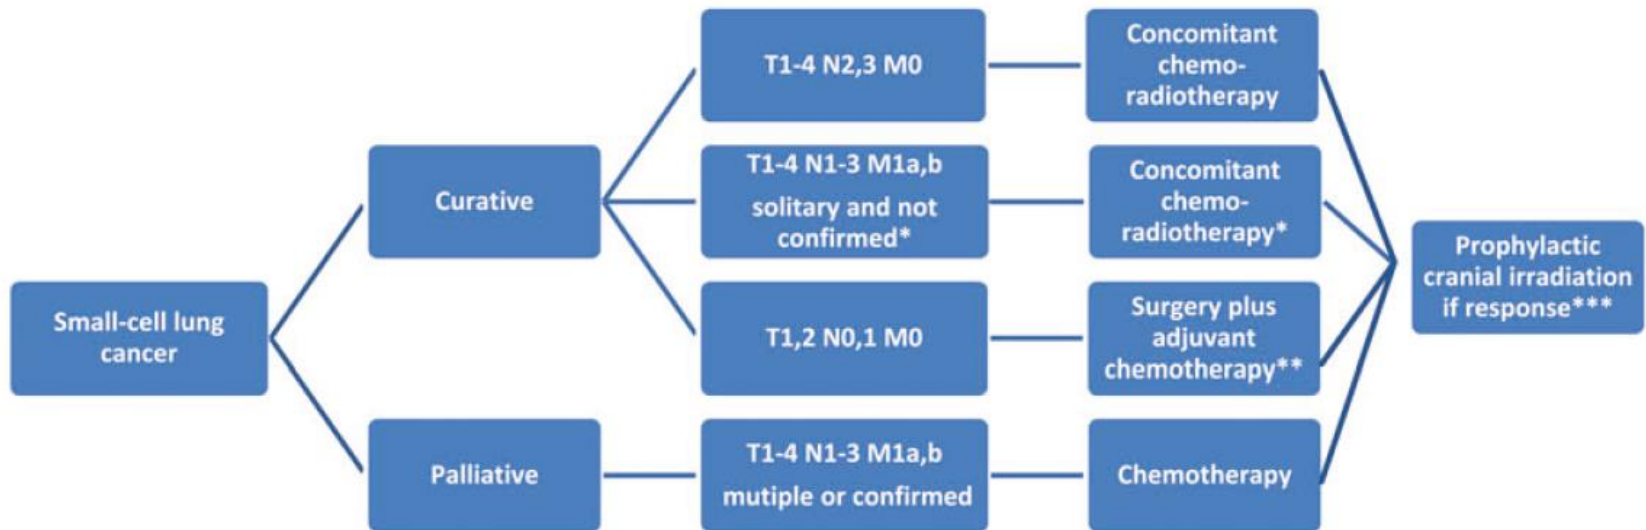 Small-cell lung
cancer
Curative
Palliative
T1-4 N2,3 M0
T1-4 N1-3 M1a,b
solitary and not
confirmed*
T1,2 N0,1 M0
T1-4 N1-3 M1a,b
mutiple or confirmed
Concomitant
chemo-
radiotherapy
Concomitant
chemo-
radiotherapy*
Surgery plus
adjuvant
chemotherapy**
Chemotherapy
Prophylactic
cranial irradiation
if response***